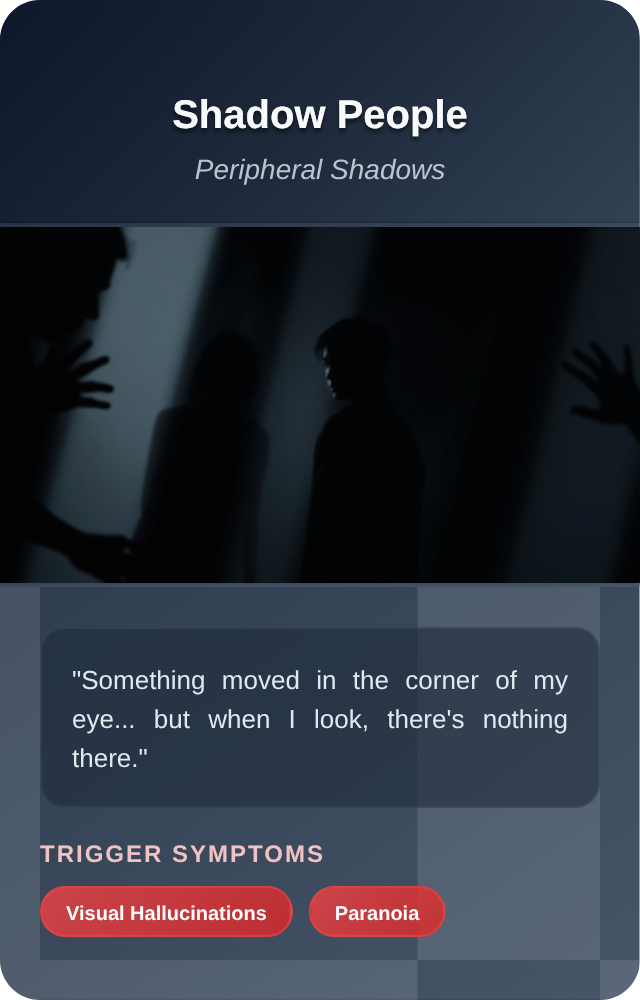 Shadow People
Peripheral Shadows
"Something moved in the corner of my
eye... but when I look, there's nothing
there."
TRIGGER SYMPTOMS
Visual Hallucinations Paranoia